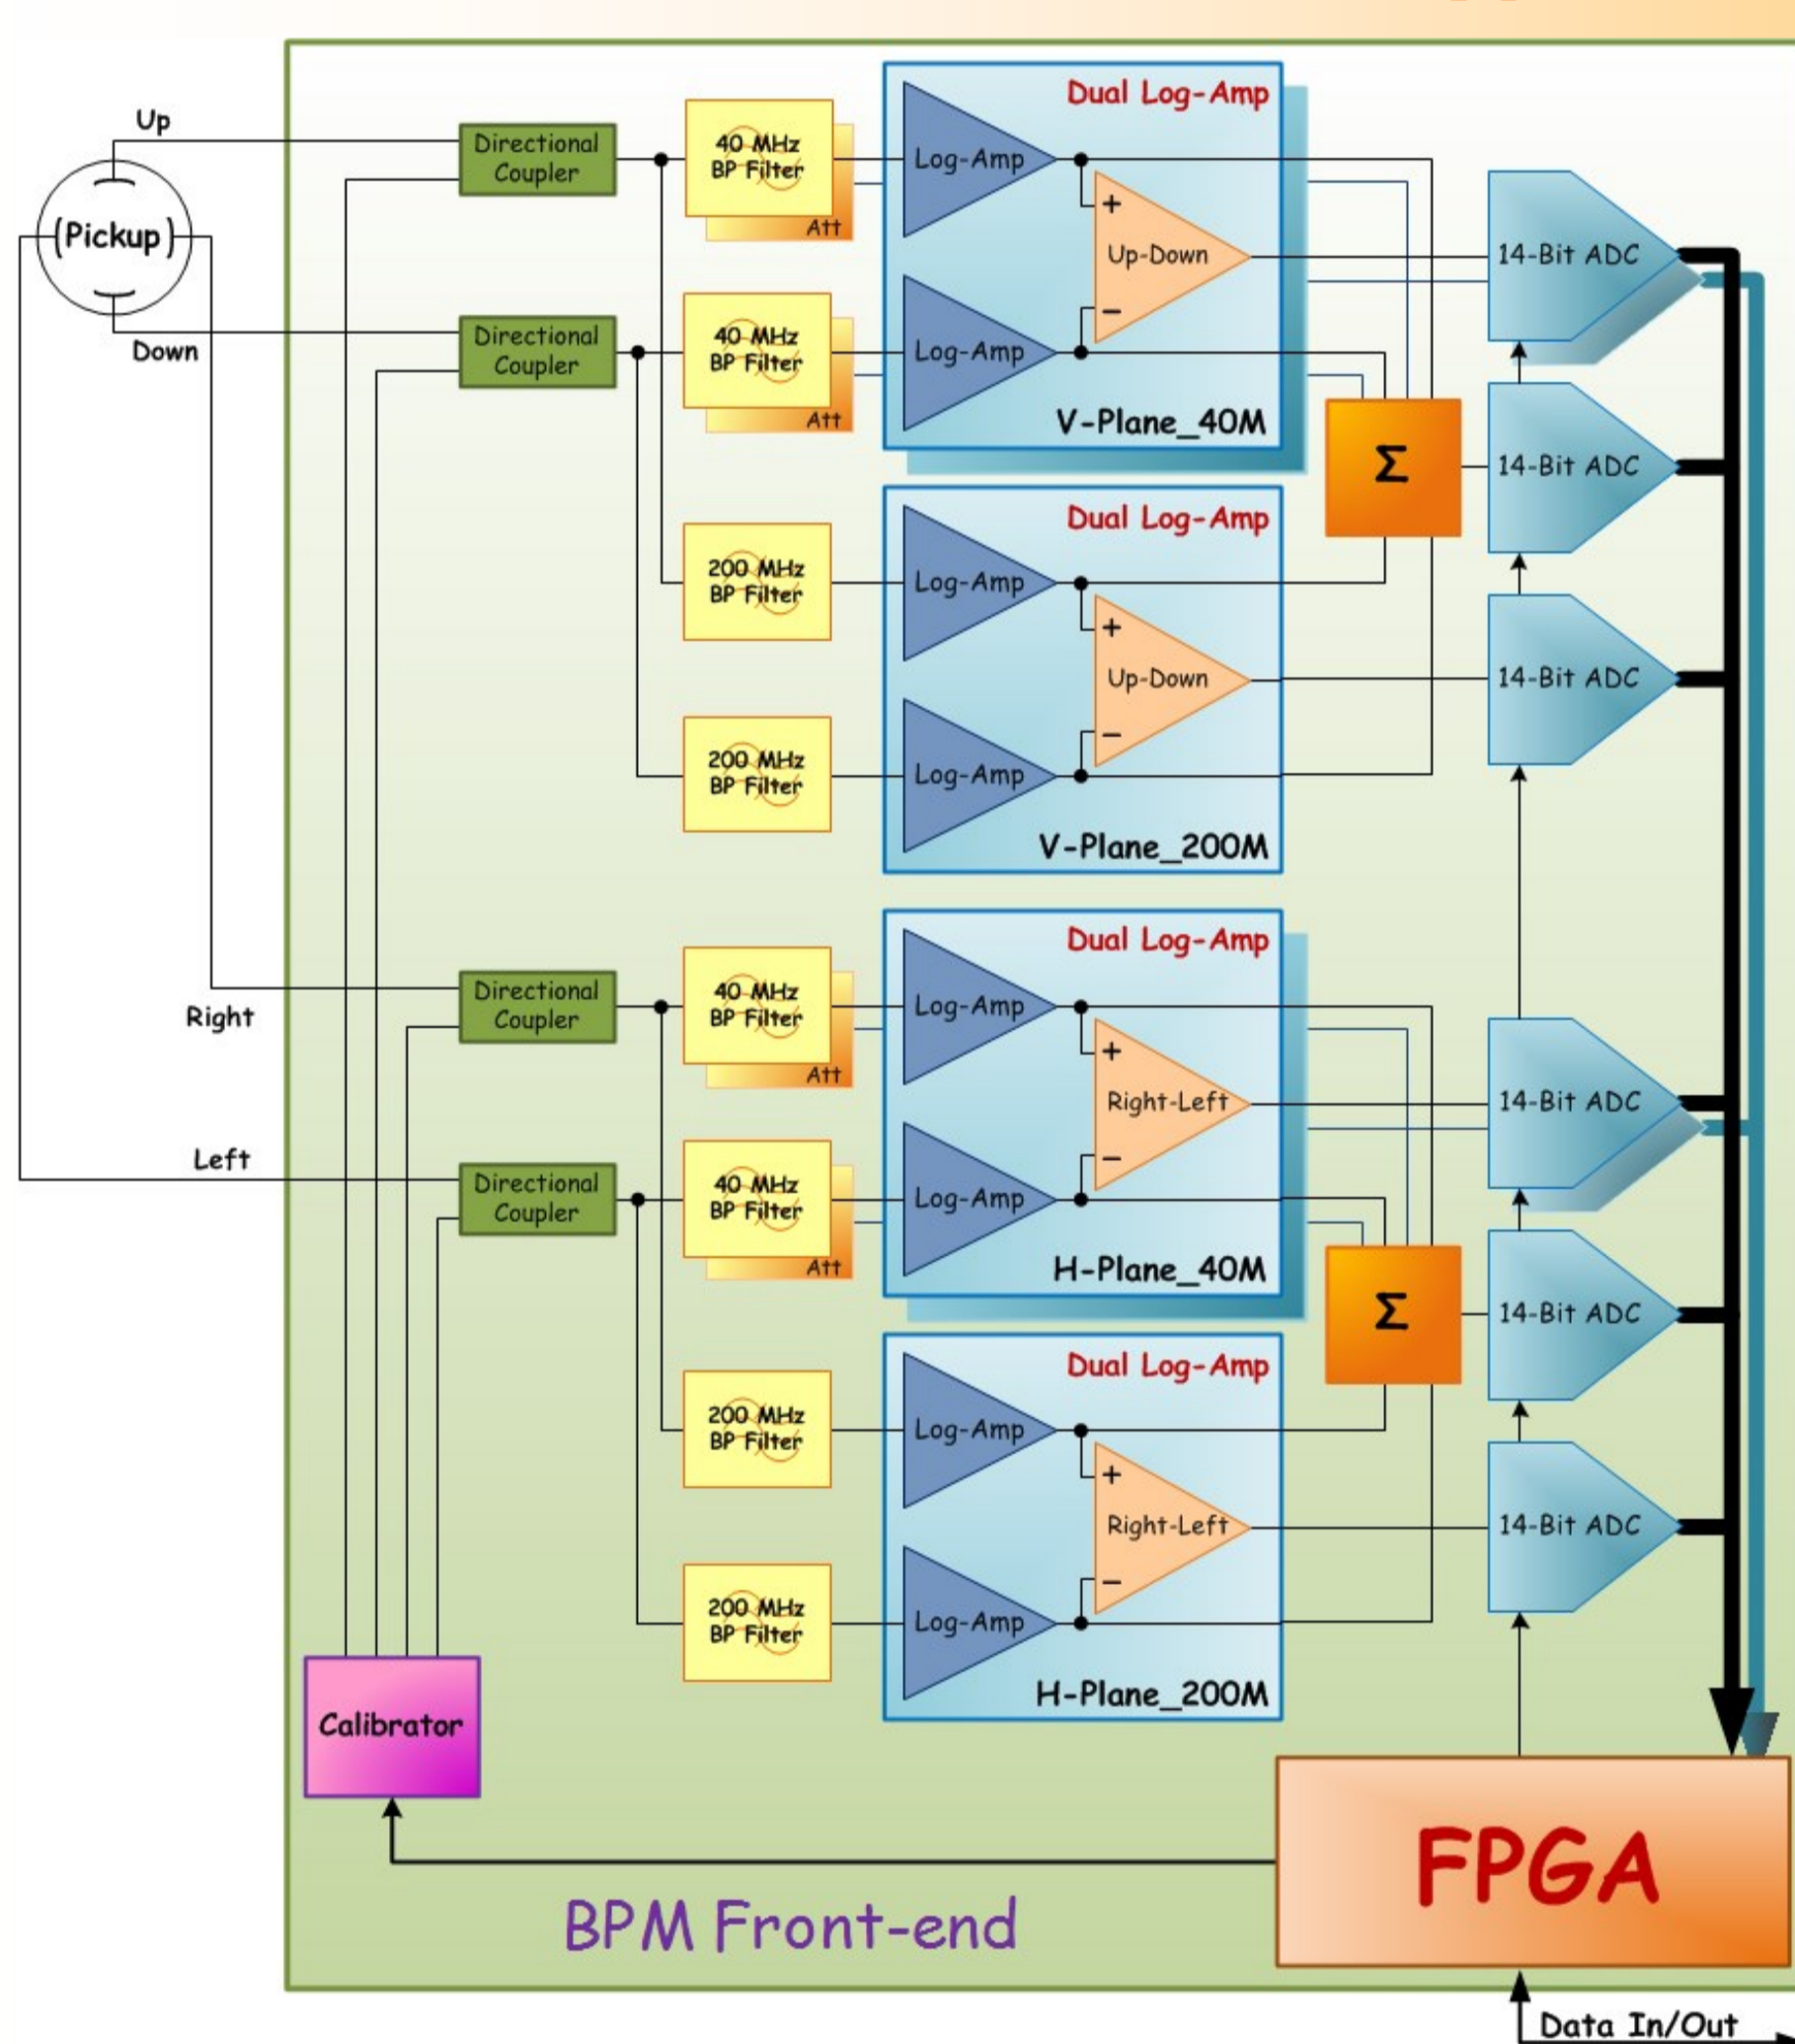 Up
(Pickup)
Down
Right
Left
Directional
Coupler
Directional
Coupler
Directional
Coupler
Directional
Coupler
40 MHz
BP Filter
Att
40 MHz
BP Filter
Att
200 MHz
BP Filter
200 MHz
BP Filter
40 MHz
BP Filter
Att
40 MHz
BP Filter
Att
200 MHz
BP Filter
200 MHz
BP Filter
Dual Log-Amp
Log-Amp
+
Up-Down
−
Log-Amp
V-Plane_40M
Dual Log-Amp
Log-Amp
+
Up-Down
−
Log-Amp
V-Plane_200M
Dual Log-Amp
Log-Amp
+
Right-Left
−
Log-Amp
H-Plane_40M
Dual Log-Amp
Log-Amp
+
Right-Left
−
Log-Amp
H-Plane_200M
Σ
Σ
14-Bit ADC
14-Bit ADC
14-Bit ADC
14-Bit ADC
14-Bit ADC
14-Bit ADC
Calibrator
FPGA
BPM Front-end
Data In/Out